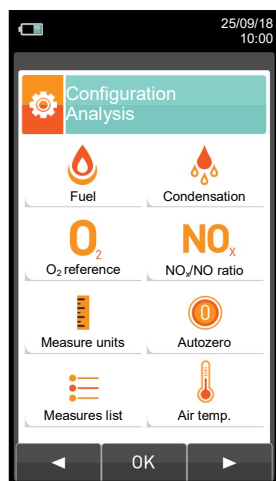 25/09/18
10:00
Configuration
Analysis
Fuel
Condensation
O2
NOX
O2 reference
NOx/NO ratio
0
Measure units
Autozero
Measures list
Air temp.
OK